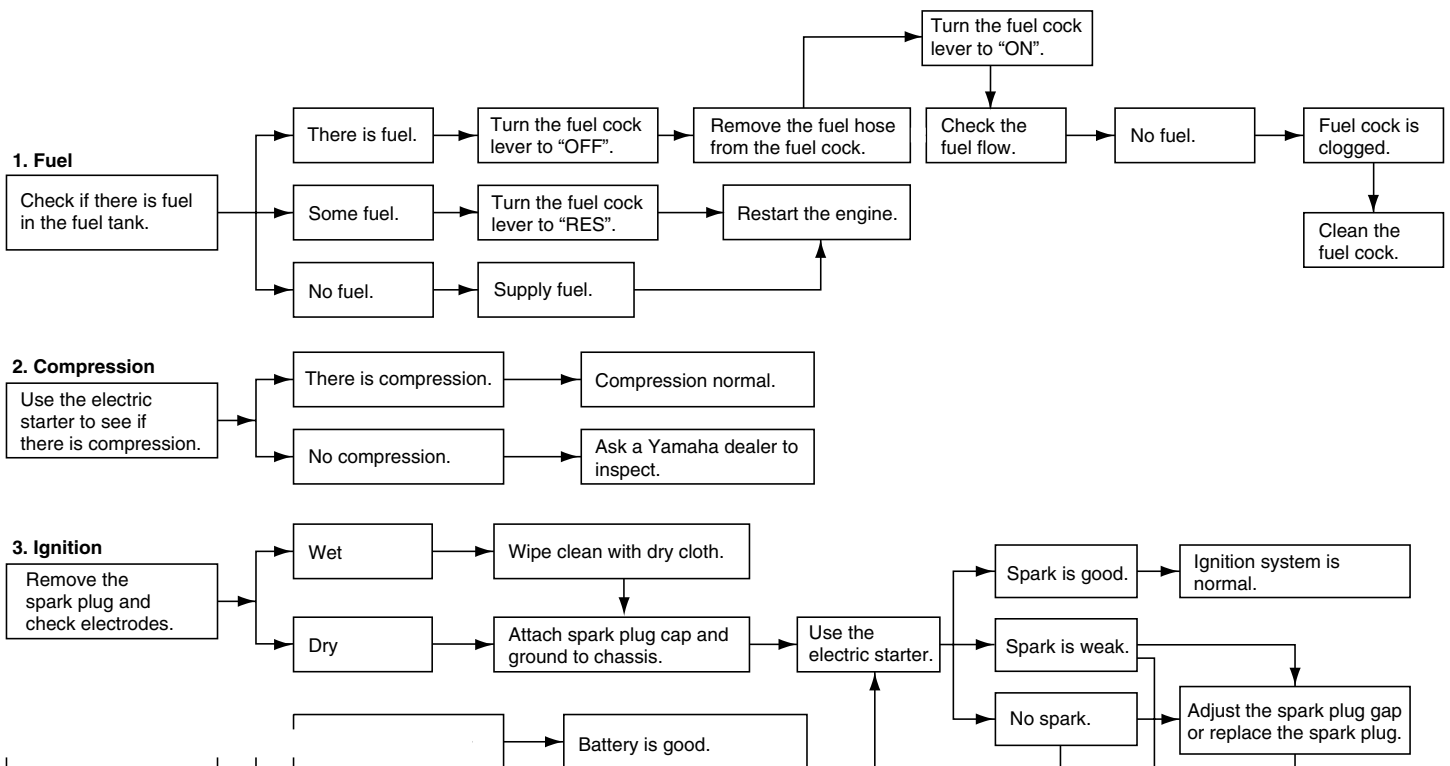 Turn the fuel cock
lever to “ON”.
1. Fuel
Check if there is fuel
in the fuel tank.
There is fuel.
Turn the fuel cock
lever to “OFF”.
Remove the fuel hose
from the fuel cock.
Check the
fuel flow.
No fuel.
Fuel cock is
clogged.
Clean the
fuel cock.
Some fuel.
Turn the fuel cock
lever to “RES”.
Restart the engine.
No fuel.
Supply fuel.
2. Compression
Use the electric
starter to see if
there is compression.
There is compression.
Compression normal.
No compression.
Ask a Yamaha dealer to
inspect.
3. Ignition
Remove the
spark plug and
check electrodes.
Wet
Wipe clean with dry cloth.
Dry
Attach spark plug cap and
ground to chassis.
Use the
electric starter.
Spark is good.
Ignition system is
normal.
Spark is weak.
No spark.
Adjust the spark plug gap
or replace the spark plug.
Battery is good.